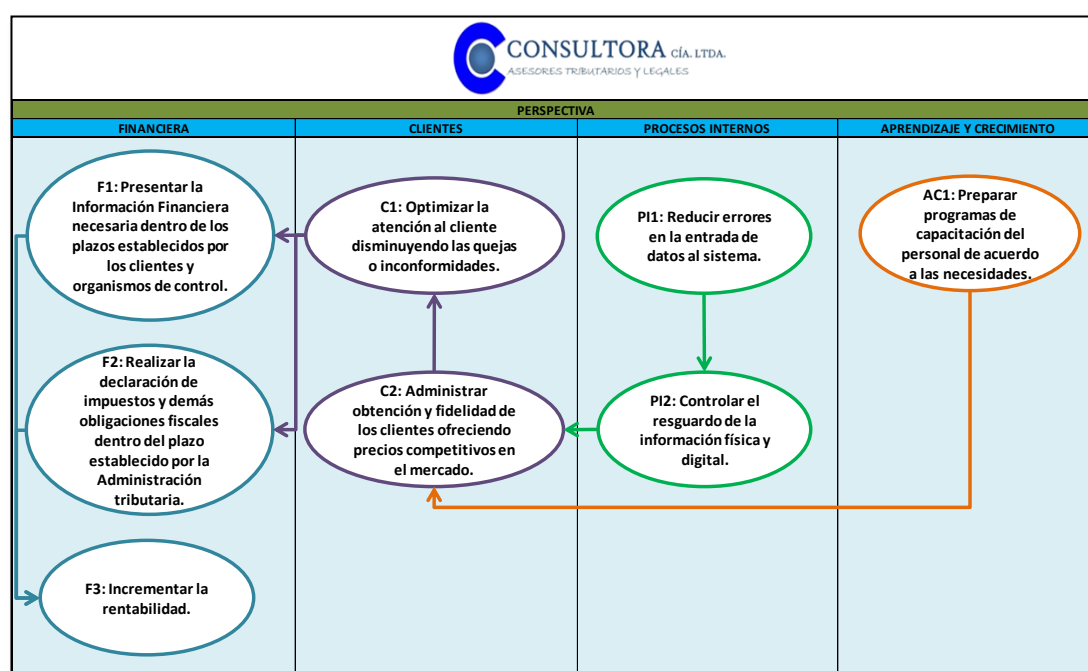 CONSULTORA CÍA. LTDA.
ASESORES TRIBUTARIOS Y LEGALES
PERSPECTIVA
FINANCIERA
CLIENTES
PROCESOS INTERNOS
APRENDIZAJE Y CRECIMIENTO
F1: Presentar la
Información Financiera
necesaria dentro de los
plazos establecidos por
los clientes y
organismos de control.
C1: Optimizar la
atención al cliente
disminuyendo las quejas
o inconformidades.
PI1: Reducir errores
en la entrada de
datos al sistema.
AC1: Preparar
programas de
capacitación del
personal de acuerdo
a las necesidades.
F2: Realizar la
declaración de
impuestos y demás
obligaciones fiscales
dentro del plazo
establecido por la
Administración
tributaria.
C2: Administrar
obtención y fidelidad de
los clientes ofreciendo
precios competitivos en
el mercado.
PI2: Controlar el
resguardo de la
información física y
digital.
F3: Incrementar la
rentabilidad.